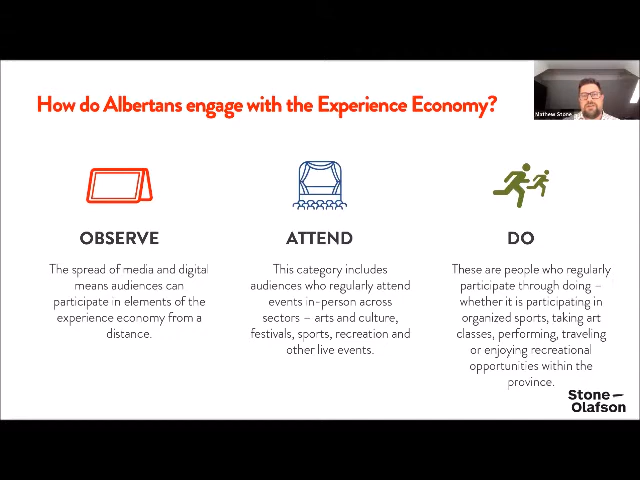 How do Albertans engage with the Experience Economy?
Mathew Stone
OBSERVE
The spread of media and digital
means audiences can
participate in elements of the
experience economy from a
distance.
ATTEND
This category includes
audiences who regularly attend
events in-person across
sectors – arts and culture,
festivals, sports, recreation and
other live events.
DO
These are people who regularly
participate through doing –
whether it is participating in
organized sports, taking art
classes, performing, traveling
or enjoying recreational
opportunities within the
province.
Stone–
Olafson